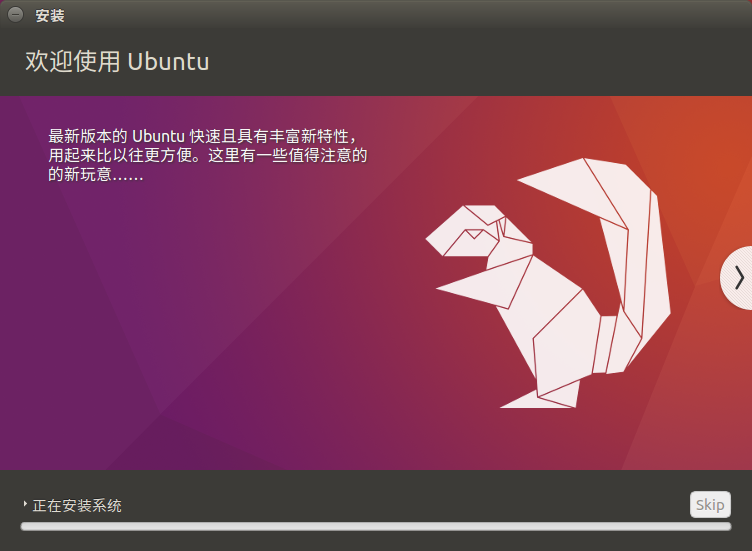 安装
欢迎使用 Ubuntu
最新版本的 Ubuntu 快速且具有丰富新特性，
用起来比以往更方便。这里有一些值得注意的
的新玩意……
正在安装系统
Skip